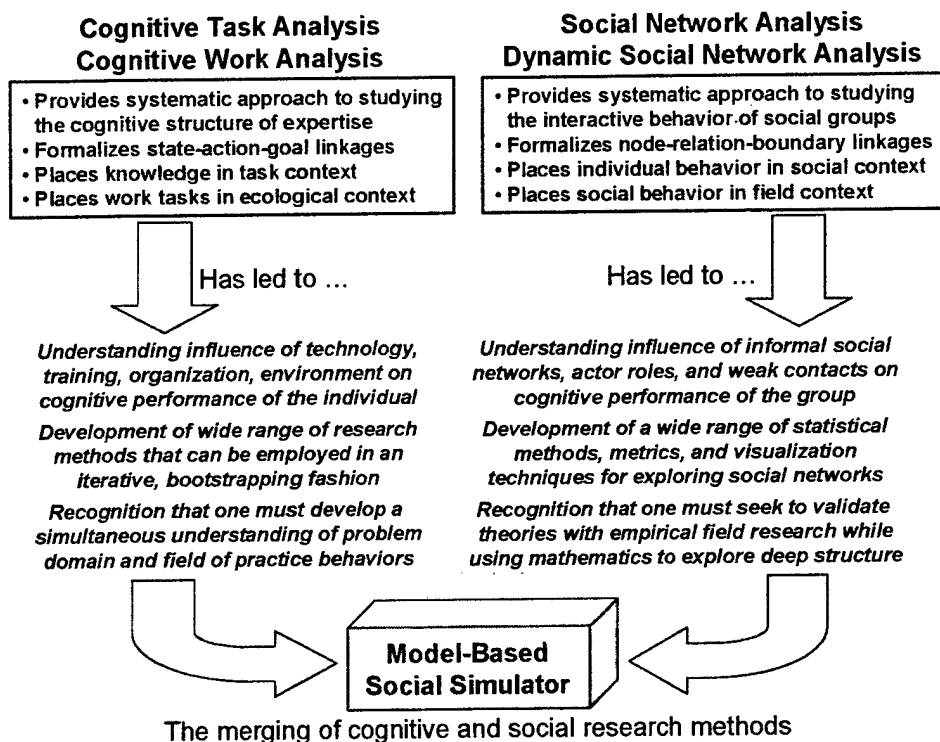 Cognitive Task Analysis
Cognitive Work Analysis
• Provides systematic approach to studying
the cognitive structure of expertise
• Formalizes state-action-goal linkages
• Places knowledge in task context
• Places work tasks in ecological context
Has led to ...
Understanding influence of technology,
training, organization, environment on
cognitive performance of the individual
Development of wide range of research
methods that can be employed in an
iterative, bootstrapping fashion
Recognition that one must develop a
simultaneous understanding of problem
domain and field of practice behaviors
Social Network Analysis
Dynamic Social Network Analysis
• Provides systematic approach to studying
the interactive behavior of social groups
• Formalizes node-relation-boundary linkages
• Places individual behavior in social context
• Places social behavior in field context
Has led to ...
Understanding influence of informal social
networks, actor roles, and weak contacts on
cognitive performance of the group
Development of a wide range of statistical
methods, metrics, and visualization
techniques for exploring social networks
Recognition that one must seek to validate
theories with empirical field research while
using mathematics to explore deep structure
Model-Based
Social Simulator
The merging of cognitive and social research methods